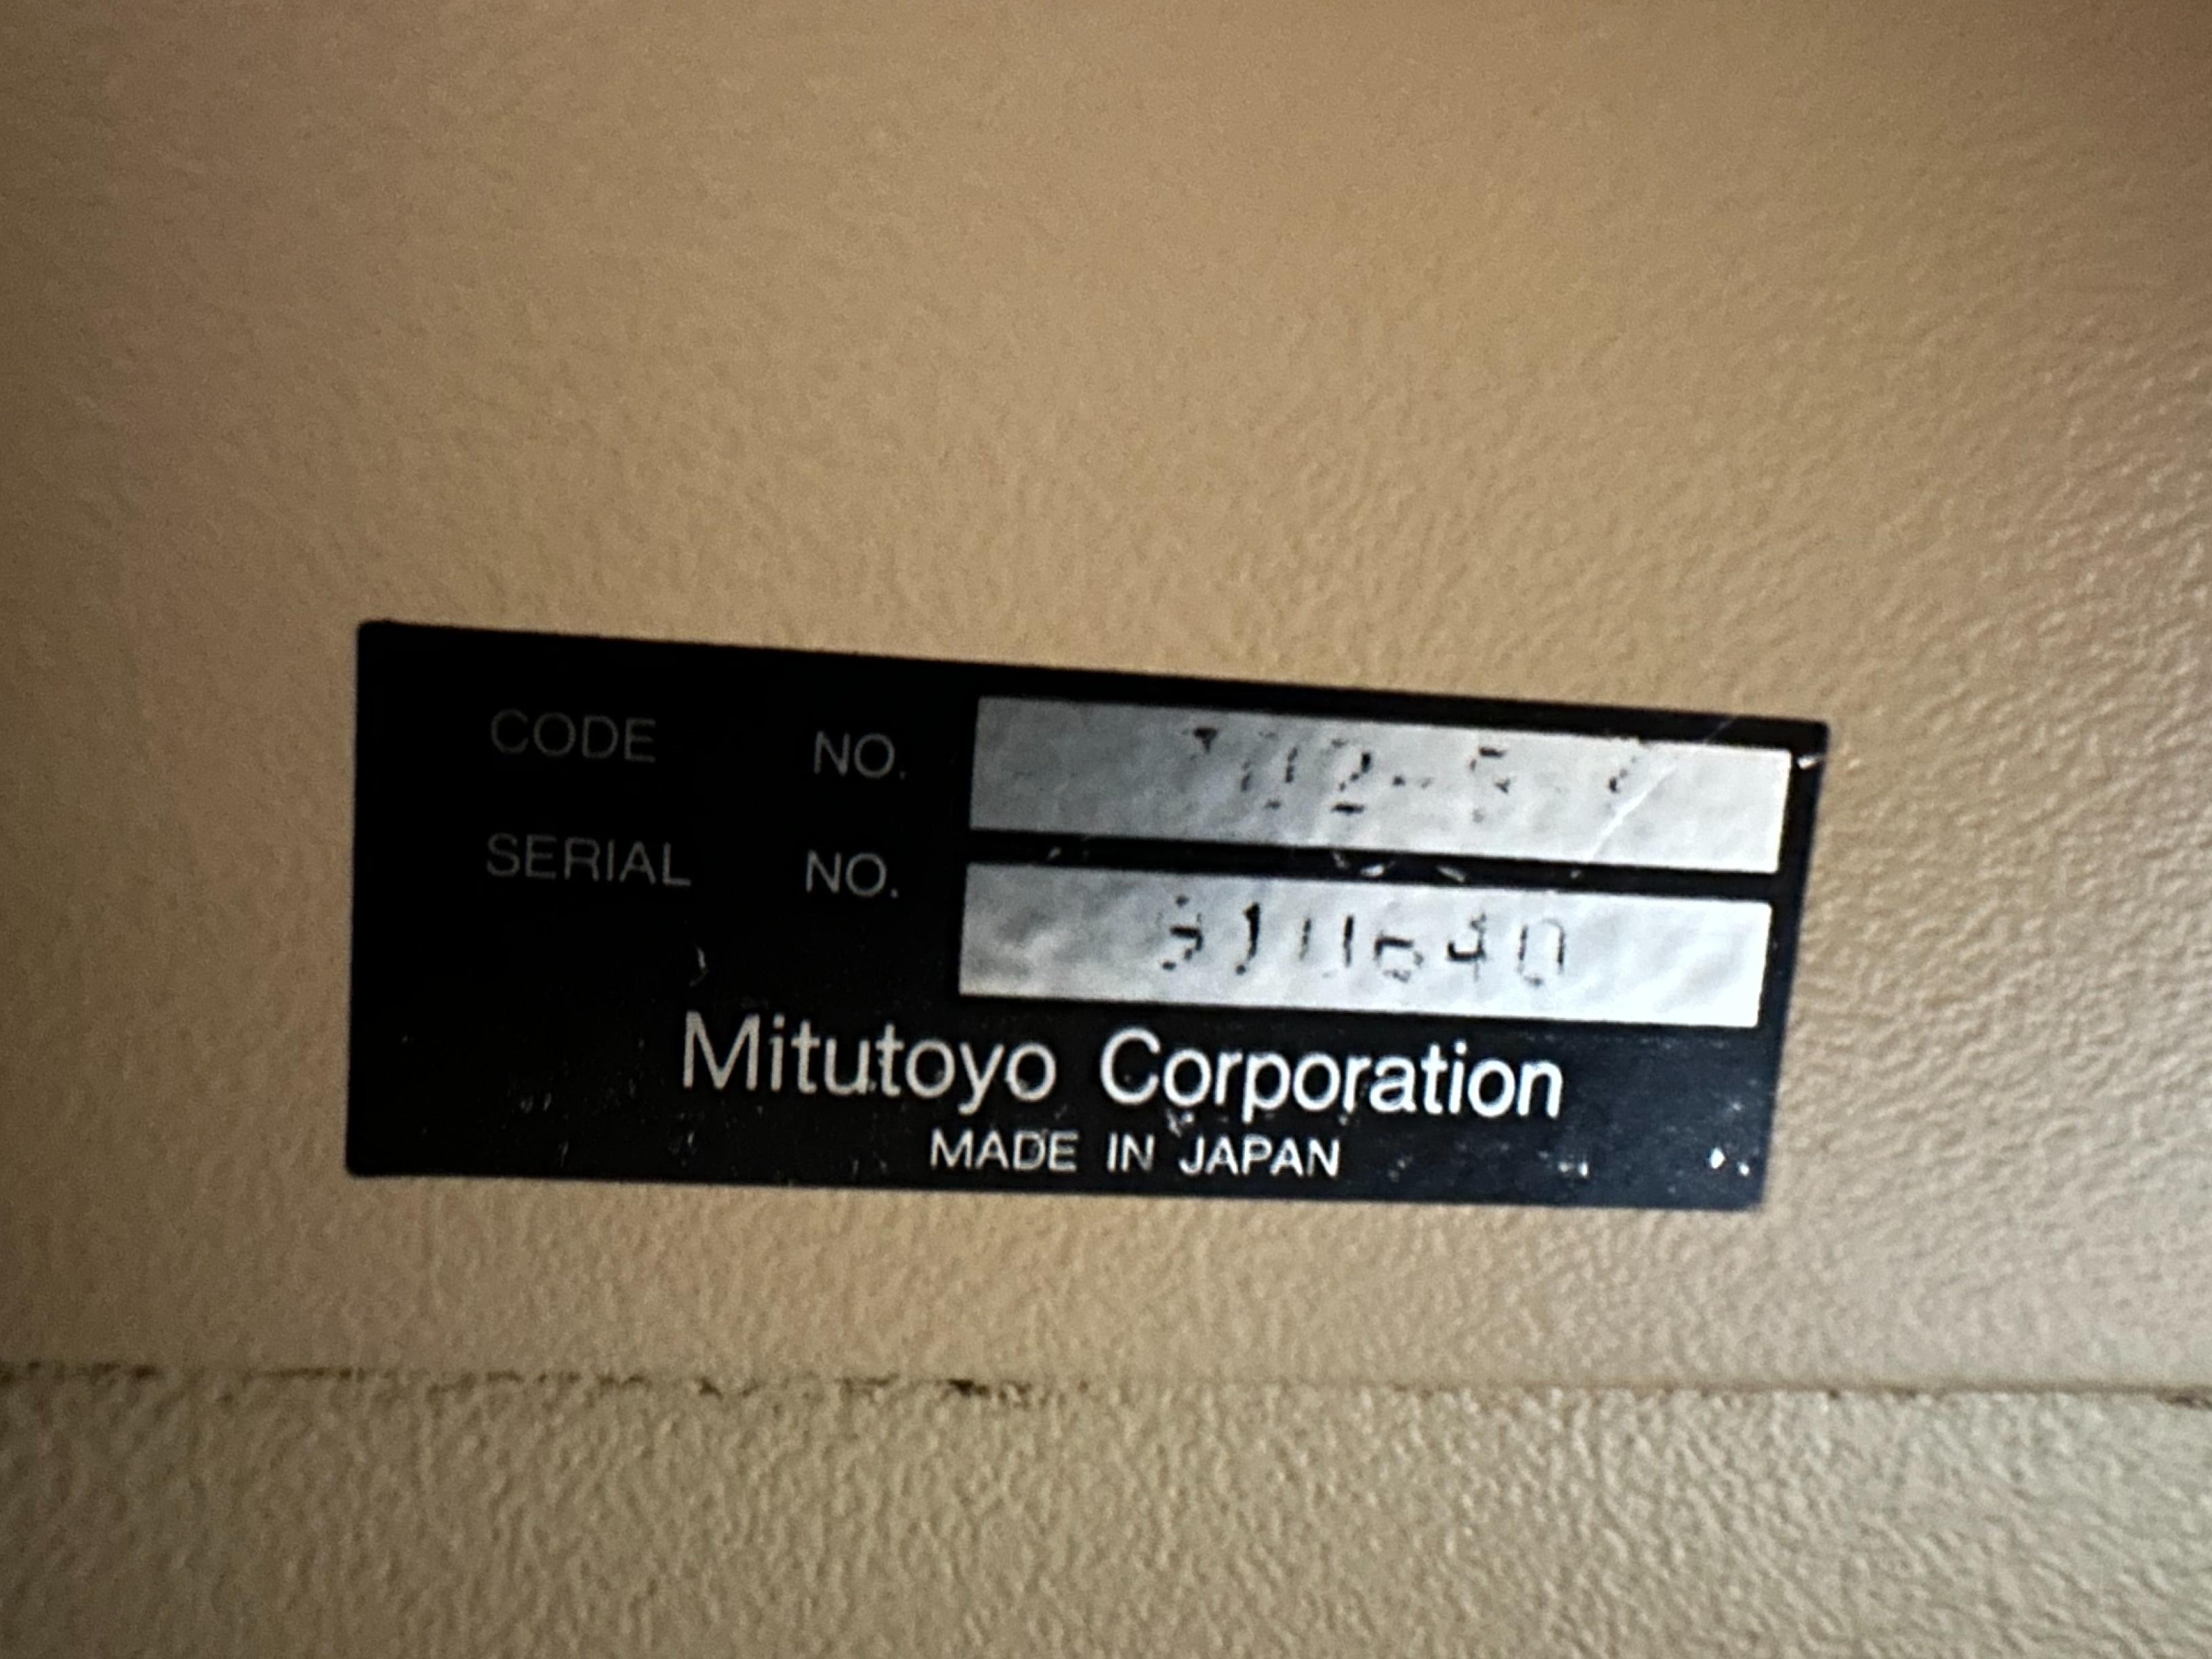 CODE NO.
SERIAL NO.
Mitutoyo Corporation
MADE IN JAPAN